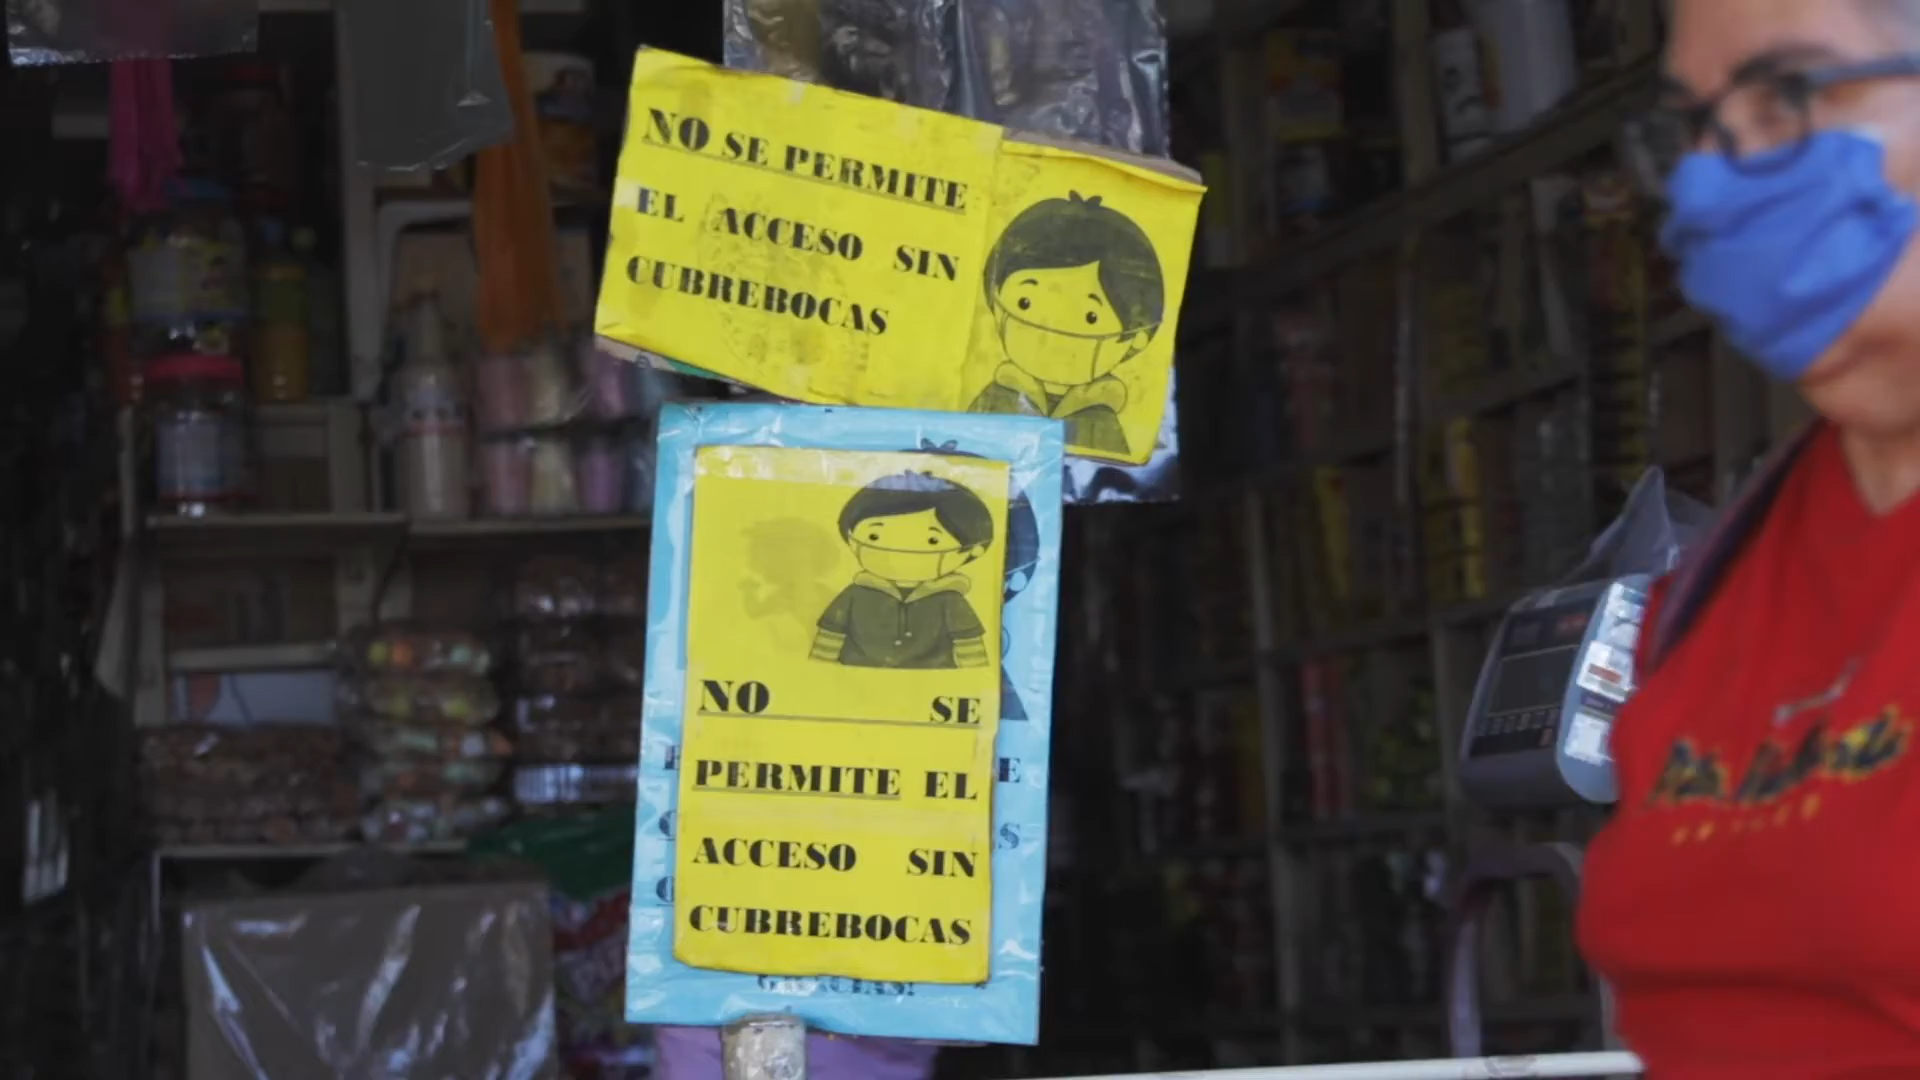 NO SE PERMITE
EL ACCESO SIN
CUBREBOCAS
NO SE
PERMITE EL
ACCESO SIN
CUBREBOCAS